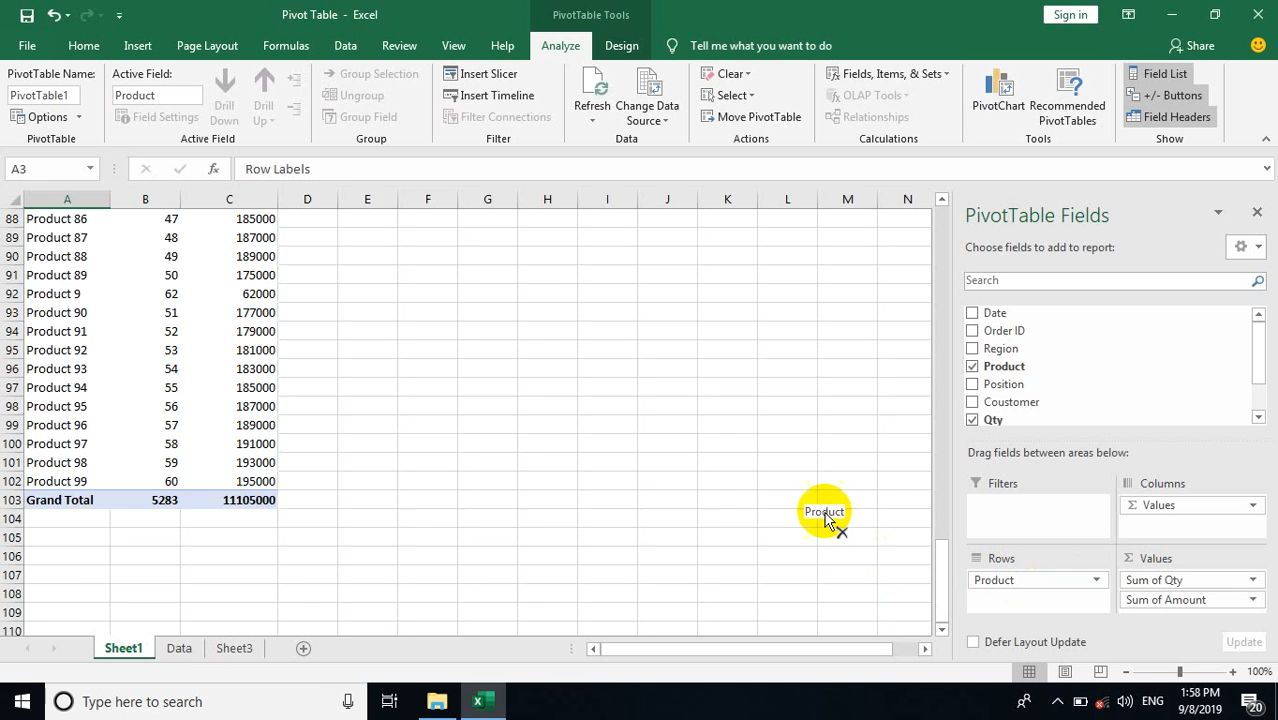 Pivot Table - Excel
PivotTable Tools
Sign in
File
Home
Insert
Page Layout
Formulas
Data
Review
View
Help
Analyze
Design
Tell me what you want to do
Share
PivotTable Name:
PivotTable1
Options
PivotTable
Active Field:
Product
Field Settings
Drill Down
Drill Up
Active Field
Group Selection
Ungroup
Group Field
Group
Insert Slicer
Insert Timeline
Filter Connections
Filter
Refresh
Change Data Source
Data
Clear
Select
Move PivotTable
Actions
Fields, Items, & Sets
OLAP Tools
Relationships
Calculations
PivotChart
Recommended PivotTables
Tools
Field List
+/- Buttons
Field Headers
Show
A3
fx
Row Labels
A B C D E F G H I J K L M N
88 Product 86 47 185000
89 Product 87 48 187000
90 Product 88 49 189000
91 Product 89 50 175000
92 Product 9 62 62000
93 Product 90 51 177000
94 Product 91 52 179000
95 Product 92 53 181000
96 Product 93 54 183000
97 Product 94 55 185000
98 Product 95 56 187000
99 Product 96 57 189000
100 Product 97 58 191000
101 Product 98 59 193000
102 Product 99 60 195000
103 Grand Total 5283 11105000
104
105
106
107
108
109
110
Product
PivotTable Fields
Choose fields to add to report:
Search
Date
Order ID
Region
Product
Position
Coustomer
Qty
Drag fields between areas below:
Filters
Columns
Σ Values
Rows
Product
Σ Values
Sum of Qty
Sum of Amount
Defer Layout Update
Update
Sheet1
Data
Sheet3
100%
Type here to search
ENG
1:58 PM
9/8/2019
20